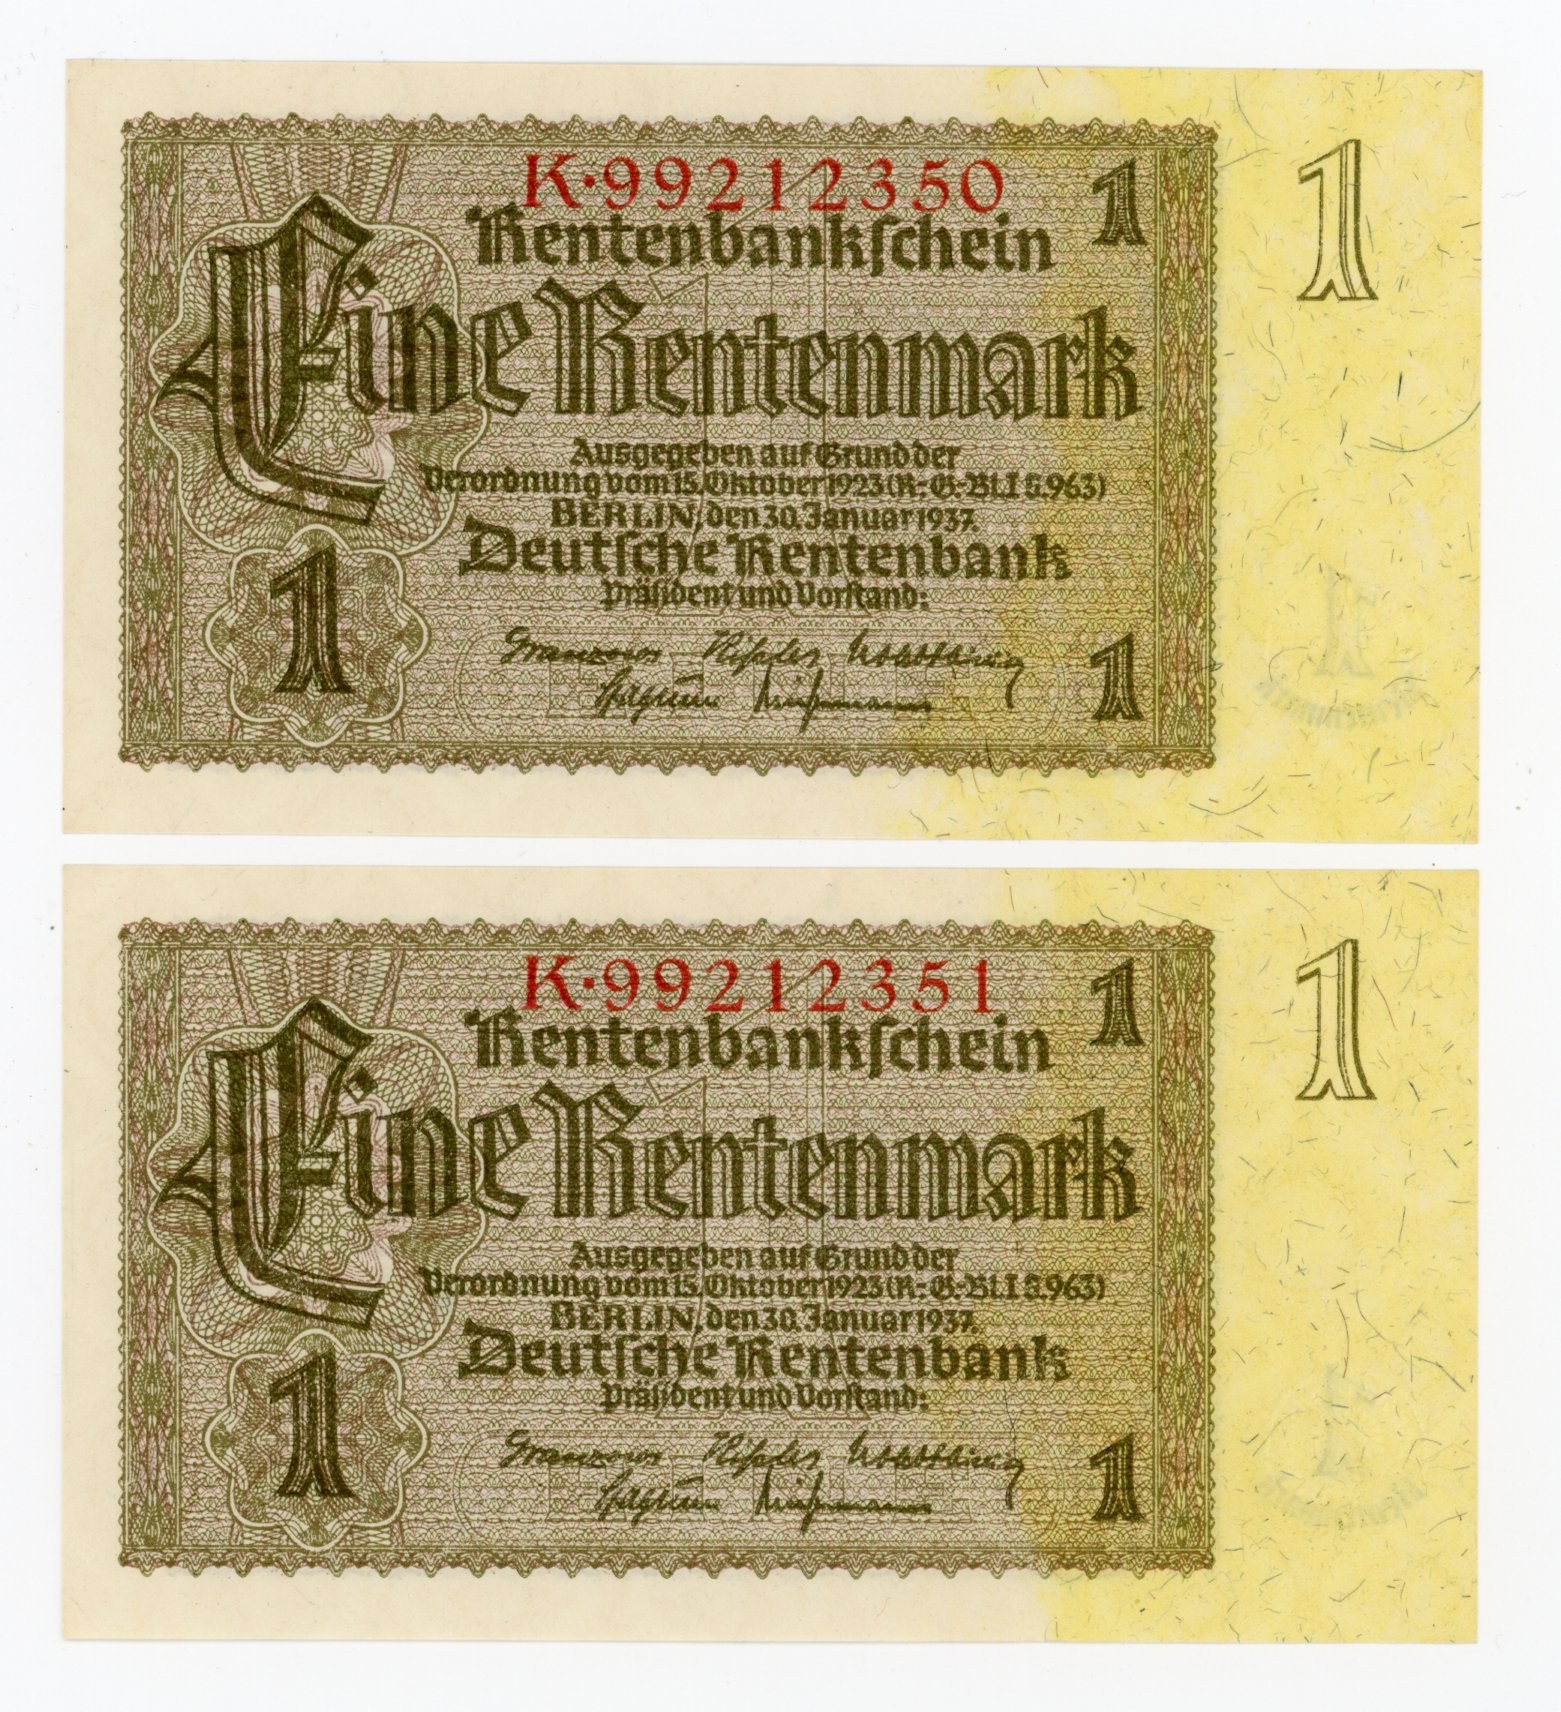 K·99212350
1
1
Rentenbankschein
Eine Rentenmark
Ausgegeben auf Grund der
Verordnung vom 15. Oktober 1923 (R.-G.-Bl. I S. 963)
BERLIN, den 30. Januar 1937.
Deutsche Rentenbank
Präsident und Vorstand:
1
1
K·99212351
1
1
Rentenbankschein
Eine Rentenmark
Ausgegeben auf Grund der
Verordnung vom 15. Oktober 1923 (R.-G.-Bl. I S. 963)
BERLIN, den 30. Januar 1937.
Deutsche Rentenbank
Präsident und Vorstand:
1
1